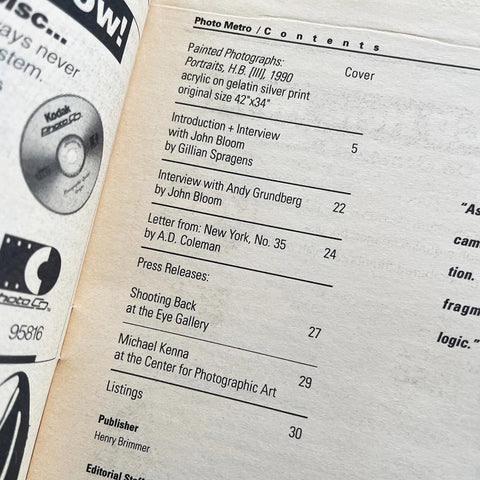 ow!
isc...
ays never
stem.
Kodak
Photo CD
Photo CD
95816
Photo Metro / C o n t e n t s
Painted Photographs:
Portraits, H.B. [III], 1990
acrylic on gelatin silver print
original size 42"x34"
Cover
Introduction + Interview
with John Bloom
by Gillian Spragens
5
Interview with Andy Grundberg
by John Bloom
22
Letter from: New York, No. 35
by A.D. Coleman
24
Press Releases:
Shooting Back
at the Eye Gallery
27
Michael Kenna
at the Center for Photographic Art
29
Listings
30
Publisher
Henry Brimmer
Editorial Staff
"As
cam
tion.
fragm
logic."